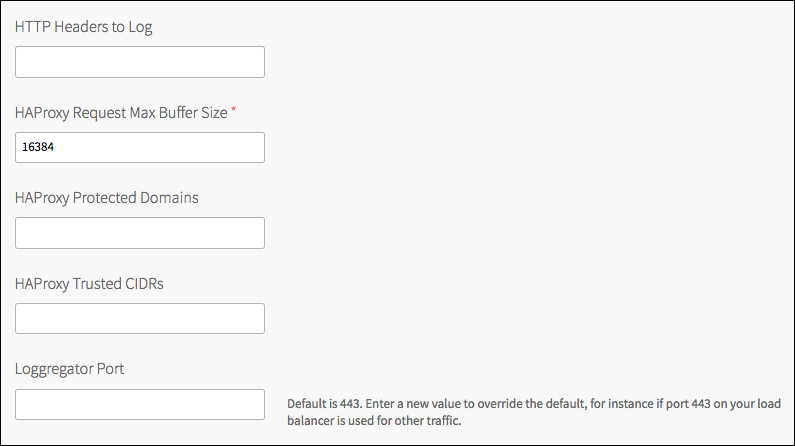 HTTP Headers to Log
HAProxy Request Max Buffer Size *
16384
HAProxy Protected Domains
HAProxy Trusted CIDRs
Loggregator Port
Default is 443. Enter a new value to override the default, for instance if port 443 on your load
balancer is used for other traffic.